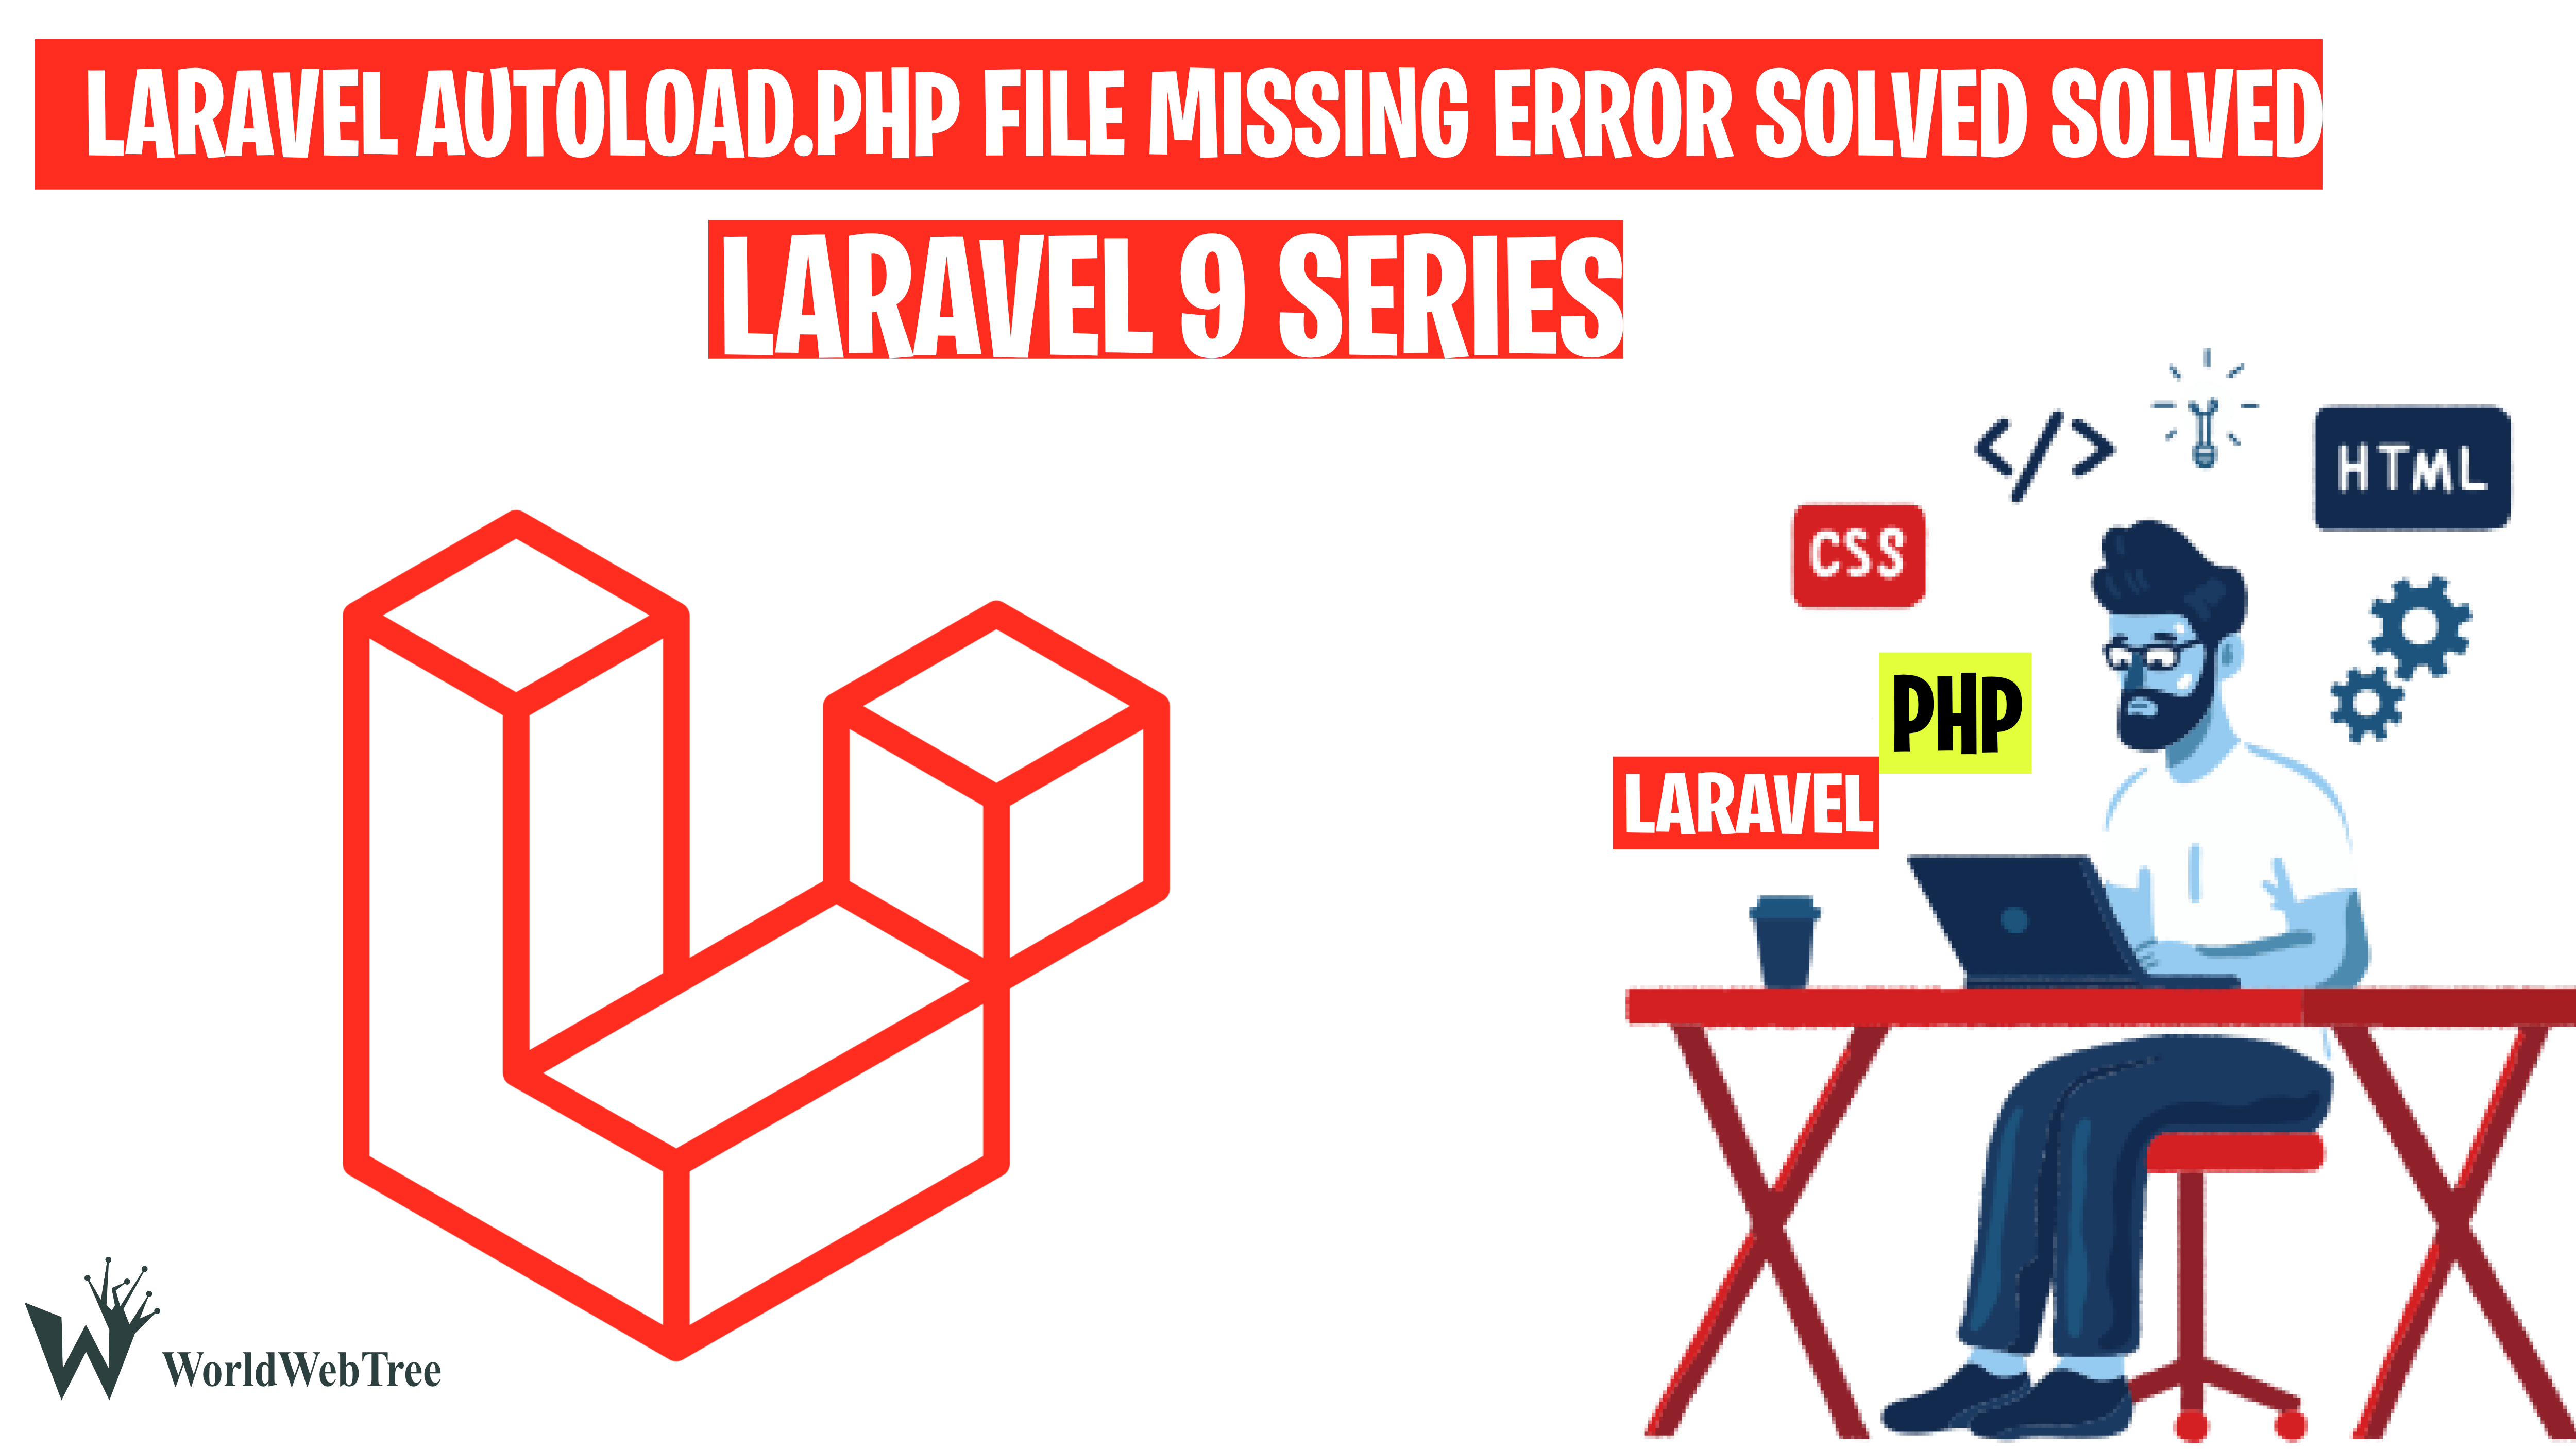 LARAVEL AUTOLOAD.PHP FILE MISSING ERROR SOLVED SOLVED
LARAVEL 9 SERIES
</>
HTML
CSS
PHP
LARAVEL
WorldWebTree